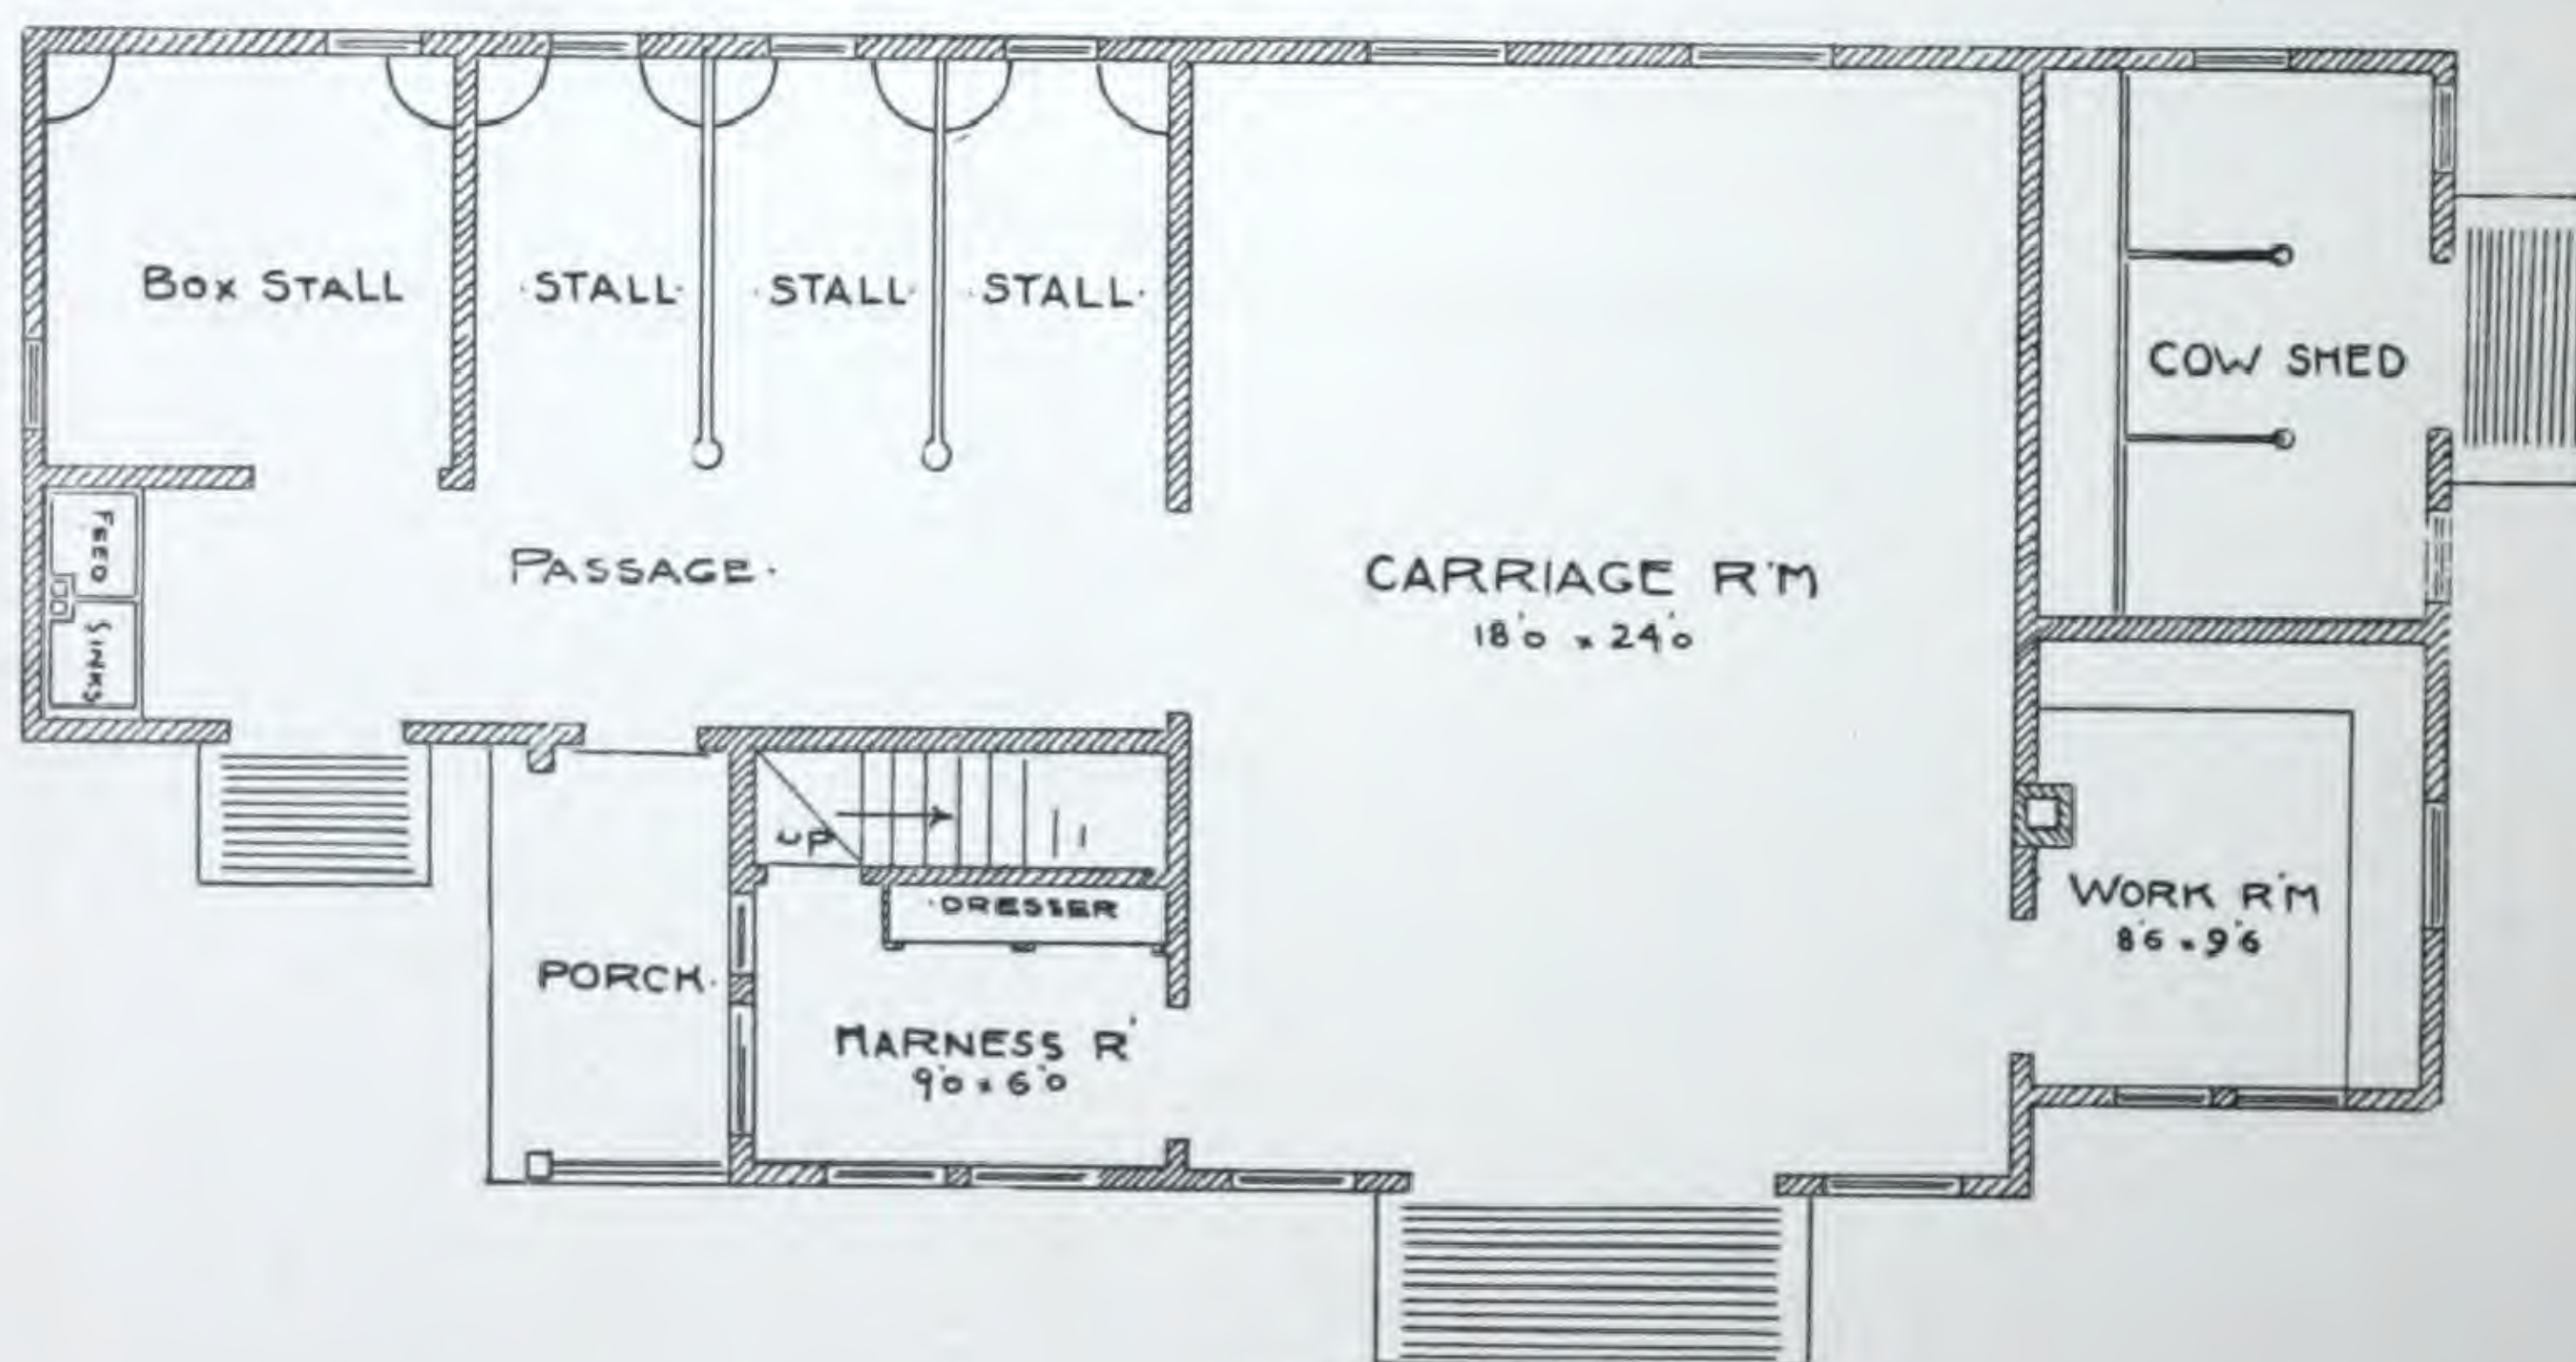 Box STALL
·STALL·
·STALL·
·STALL·
COW SHED
FEED
SINKS
PASSAGE·
CARRIAGE R'M
18'0 x 24'0
UP
·DRESSER
WORK R'M
8'6 x 9'6
PORCH·
HARNESS R'
9'0 x 6'0